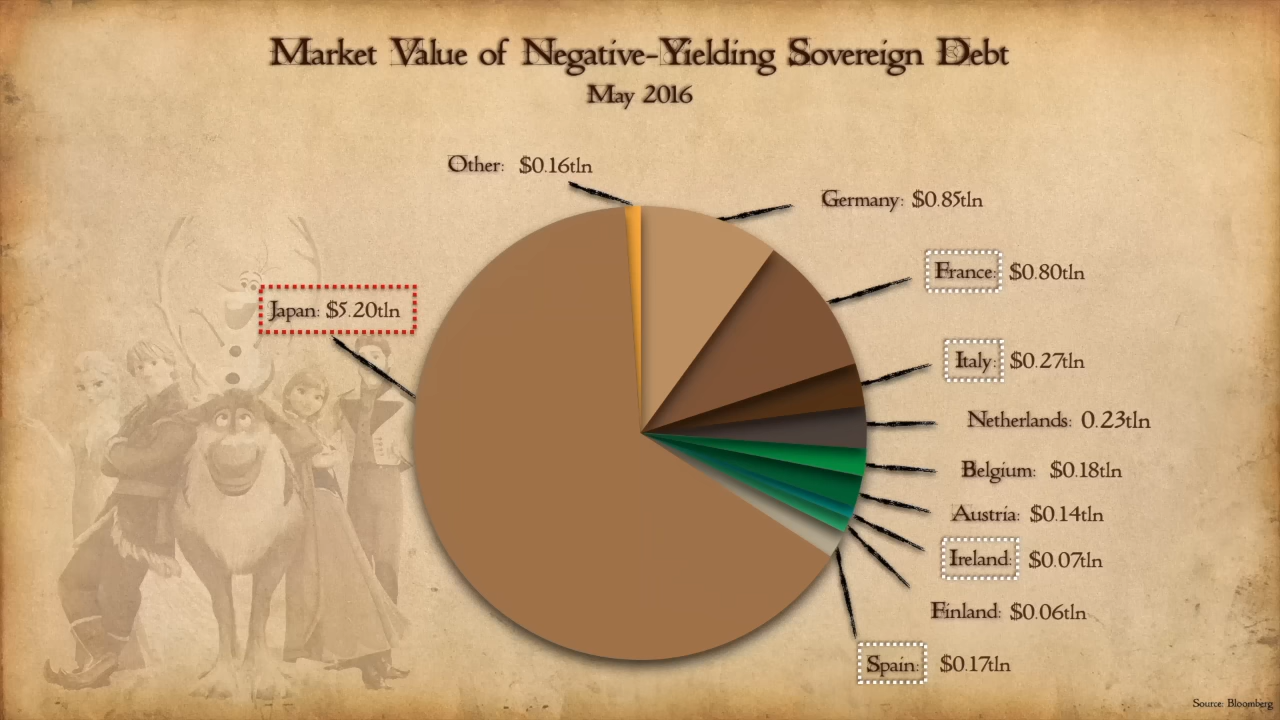 Market Value of Negative-Yielding Sovereign Debt
May 2016
Other: $0.16tln
Germany: $0.85tln
France: $0.80tln
Japan: $5.20tln
Italy: $0.27tln
Netherlands: 0.23tln
Belgium: $0.18tln
Austria: $0.14tln
Ireland: $0.07tln
Finland: $0.06tln
Spain: $0.17tln
Source: Bloomberg